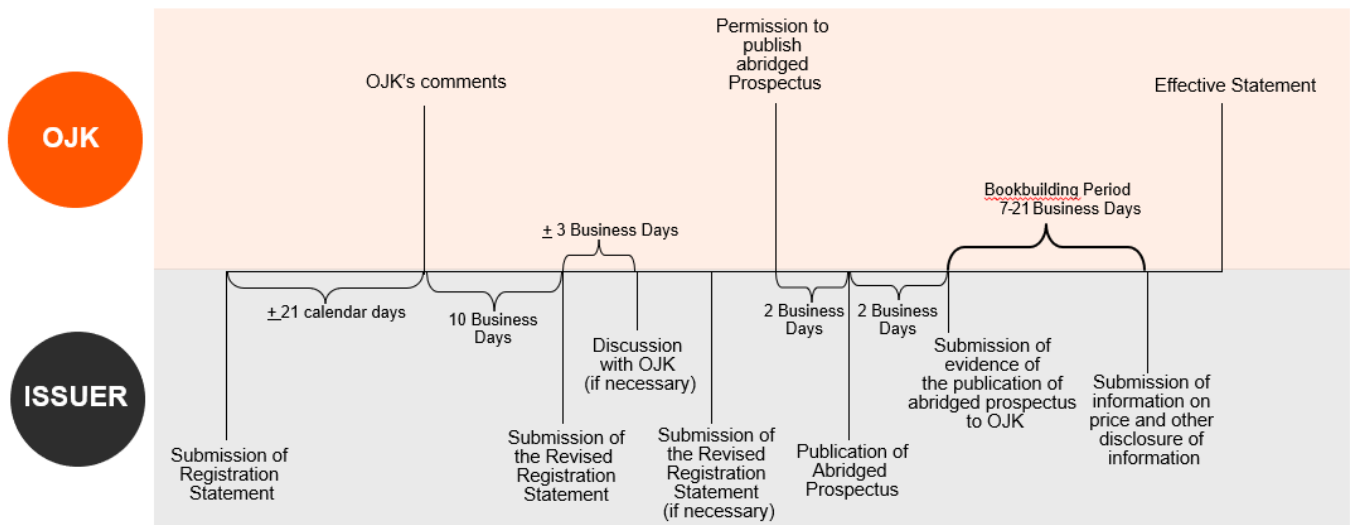 OJK
OJK's comments
Permission to
publish
abridged
Prospectus
Effective Statement
Bookbuilding Period
7-21 Business Days
+ 3 Business Days
+ 21 calendar days
10 Business
Days
2 Business
Days
2 Business
Days
ISSUER
Submission of
Registration
Statement
Submission of
the Revised
Registration
Statement
Discussion
with OJK
(if necessary)
Submission of
the Revised
Registration
Statement
(if necessary)
Publication of
Abridged
Prospectus
Submission of
evidence of
the publication of
abridged prospectus
to OJK
Submission of
information on
price and other
disclosure of
information